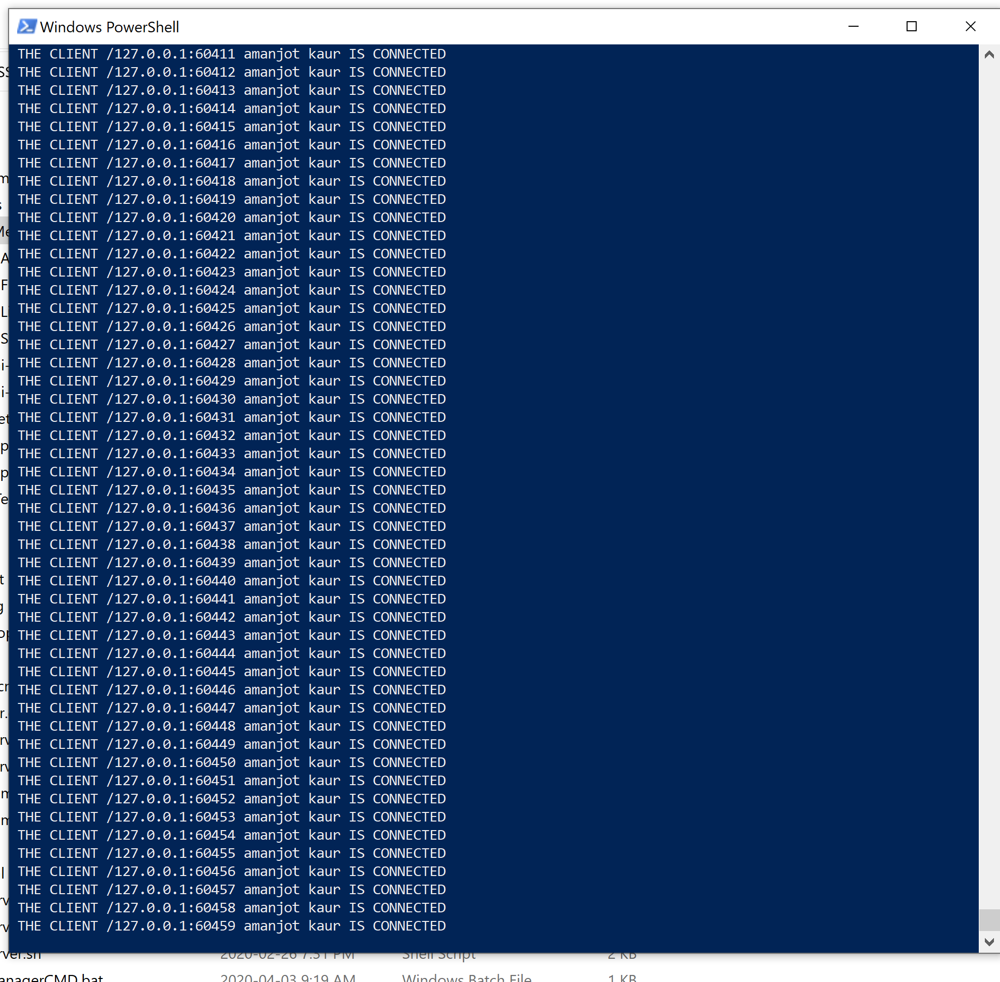 Windows PowerShell
THE CLIENT /127.0.0.1:60411 amanjot kaur IS CONNECTED
THE CLIENT /127.0.0.1:60412 amanjot kaur IS CONNECTED
THE CLIENT /127.0.0.1:60413 amanjot kaur IS CONNECTED
THE CLIENT /127.0.0.1:60414 amanjot kaur IS CONNECTED
THE CLIENT /127.0.0.1:60415 amanjot kaur IS CONNECTED
THE CLIENT /127.0.0.1:60416 amanjot kaur IS CONNECTED
THE CLIENT /127.0.0.1:60417 amanjot kaur IS CONNECTED
THE CLIENT /127.0.0.1:60418 amanjot kaur IS CONNECTED
THE CLIENT /127.0.0.1:60419 amanjot kaur IS CONNECTED
THE CLIENT /127.0.0.1:60420 amanjot kaur IS CONNECTED
THE CLIENT /127.0.0.1:60421 amanjot kaur IS CONNECTED
THE CLIENT /127.0.0.1:60422 amanjot kaur IS CONNECTED
THE CLIENT /127.0.0.1:60423 amanjot kaur IS CONNECTED
THE CLIENT /127.0.0.1:60424 amanjot kaur IS CONNECTED
THE CLIENT /127.0.0.1:60425 amanjot kaur IS CONNECTED
THE CLIENT /127.0.0.1:60426 amanjot kaur IS CONNECTED
THE CLIENT /127.0.0.1:60427 amanjot kaur IS CONNECTED
THE CLIENT /127.0.0.1:60428 amanjot kaur IS CONNECTED
THE CLIENT /127.0.0.1:60429 amanjot kaur IS CONNECTED
THE CLIENT /127.0.0.1:60430 amanjot kaur IS CONNECTED
THE CLIENT /127.0.0.1:60431 amanjot kaur IS CONNECTED
THE CLIENT /127.0.0.1:60432 amanjot kaur IS CONNECTED
THE CLIENT /127.0.0.1:60433 amanjot kaur IS CONNECTED
THE CLIENT /127.0.0.1:60434 amanjot kaur IS CONNECTED
THE CLIENT /127.0.0.1:60435 amanjot kaur IS CONNECTED
THE CLIENT /127.0.0.1:60436 amanjot kaur IS CONNECTED
THE CLIENT /127.0.0.1:60437 amanjot kaur IS CONNECTED
THE CLIENT /127.0.0.1:60438 amanjot kaur IS CONNECTED
THE CLIENT /127.0.0.1:60439 amanjot kaur IS CONNECTED
THE CLIENT /127.0.0.1:60440 amanjot kaur IS CONNECTED
THE CLIENT /127.0.0.1:60441 amanjot kaur IS CONNECTED
THE CLIENT /127.0.0.1:60442 amanjot kaur IS CONNECTED
THE CLIENT /127.0.0.1:60443 amanjot kaur IS CONNECTED
THE CLIENT /127.0.0.1:60444 amanjot kaur IS CONNECTED
THE CLIENT /127.0.0.1:60445 amanjot kaur IS CONNECTED
THE CLIENT /127.0.0.1:60446 amanjot kaur IS CONNECTED
THE CLIENT /127.0.0.1:60447 amanjot kaur IS CONNECTED
THE CLIENT /127.0.0.1:60448 amanjot kaur IS CONNECTED
THE CLIENT /127.0.0.1:60449 amanjot kaur IS CONNECTED
THE CLIENT /127.0.0.1:60450 amanjot kaur IS CONNECTED
THE CLIENT /127.0.0.1:60451 amanjot kaur IS CONNECTED
THE CLIENT /127.0.0.1:60452 amanjot kaur IS CONNECTED
THE CLIENT /127.0.0.1:60453 amanjot kaur IS CONNECTED
THE CLIENT /127.0.0.1:60454 amanjot kaur IS CONNECTED
THE CLIENT /127.0.0.1:60455 amanjot kaur IS CONNECTED
THE CLIENT /127.0.0.1:60456 amanjot kaur IS CONNECTED
THE CLIENT /127.0.0.1:60457 amanjot kaur IS CONNECTED
THE CLIENT /127.0.0.1:60458 amanjot kaur IS CONNECTED
THE CLIENT /127.0.0.1:60459 amanjot kaur IS CONNECTED
rver.sh 2020-02-26 7:51 PM Shell Script 2 KB
anagerCMD.bat 2020-04-03 9:19 AM Windows Batch File 1 KB